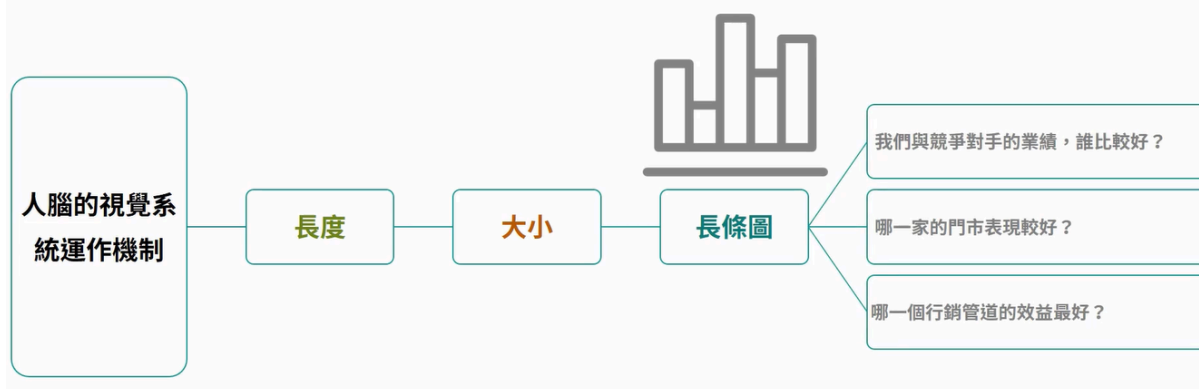 人腦的視覺系
統運作機制
長度
大小
長條圖
我們與競爭對手的業績，誰比較好？
哪一家的門市表現較好？
哪一個行銷管道的效益最好？